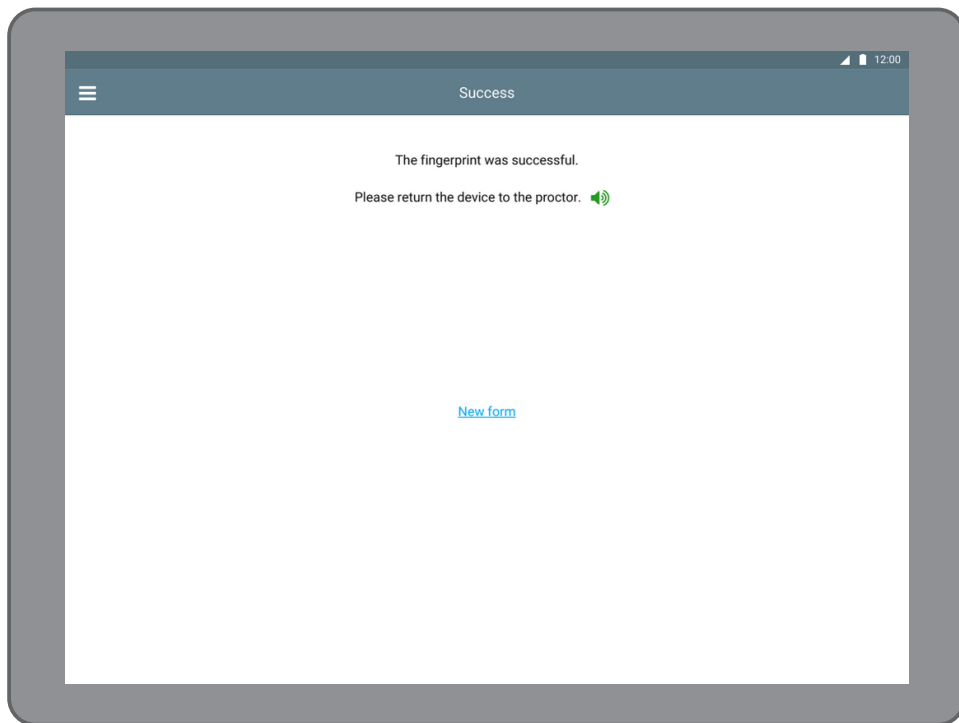 12:00
Success
The fingerprint was successful.
Please return the device to the proctor.
New form